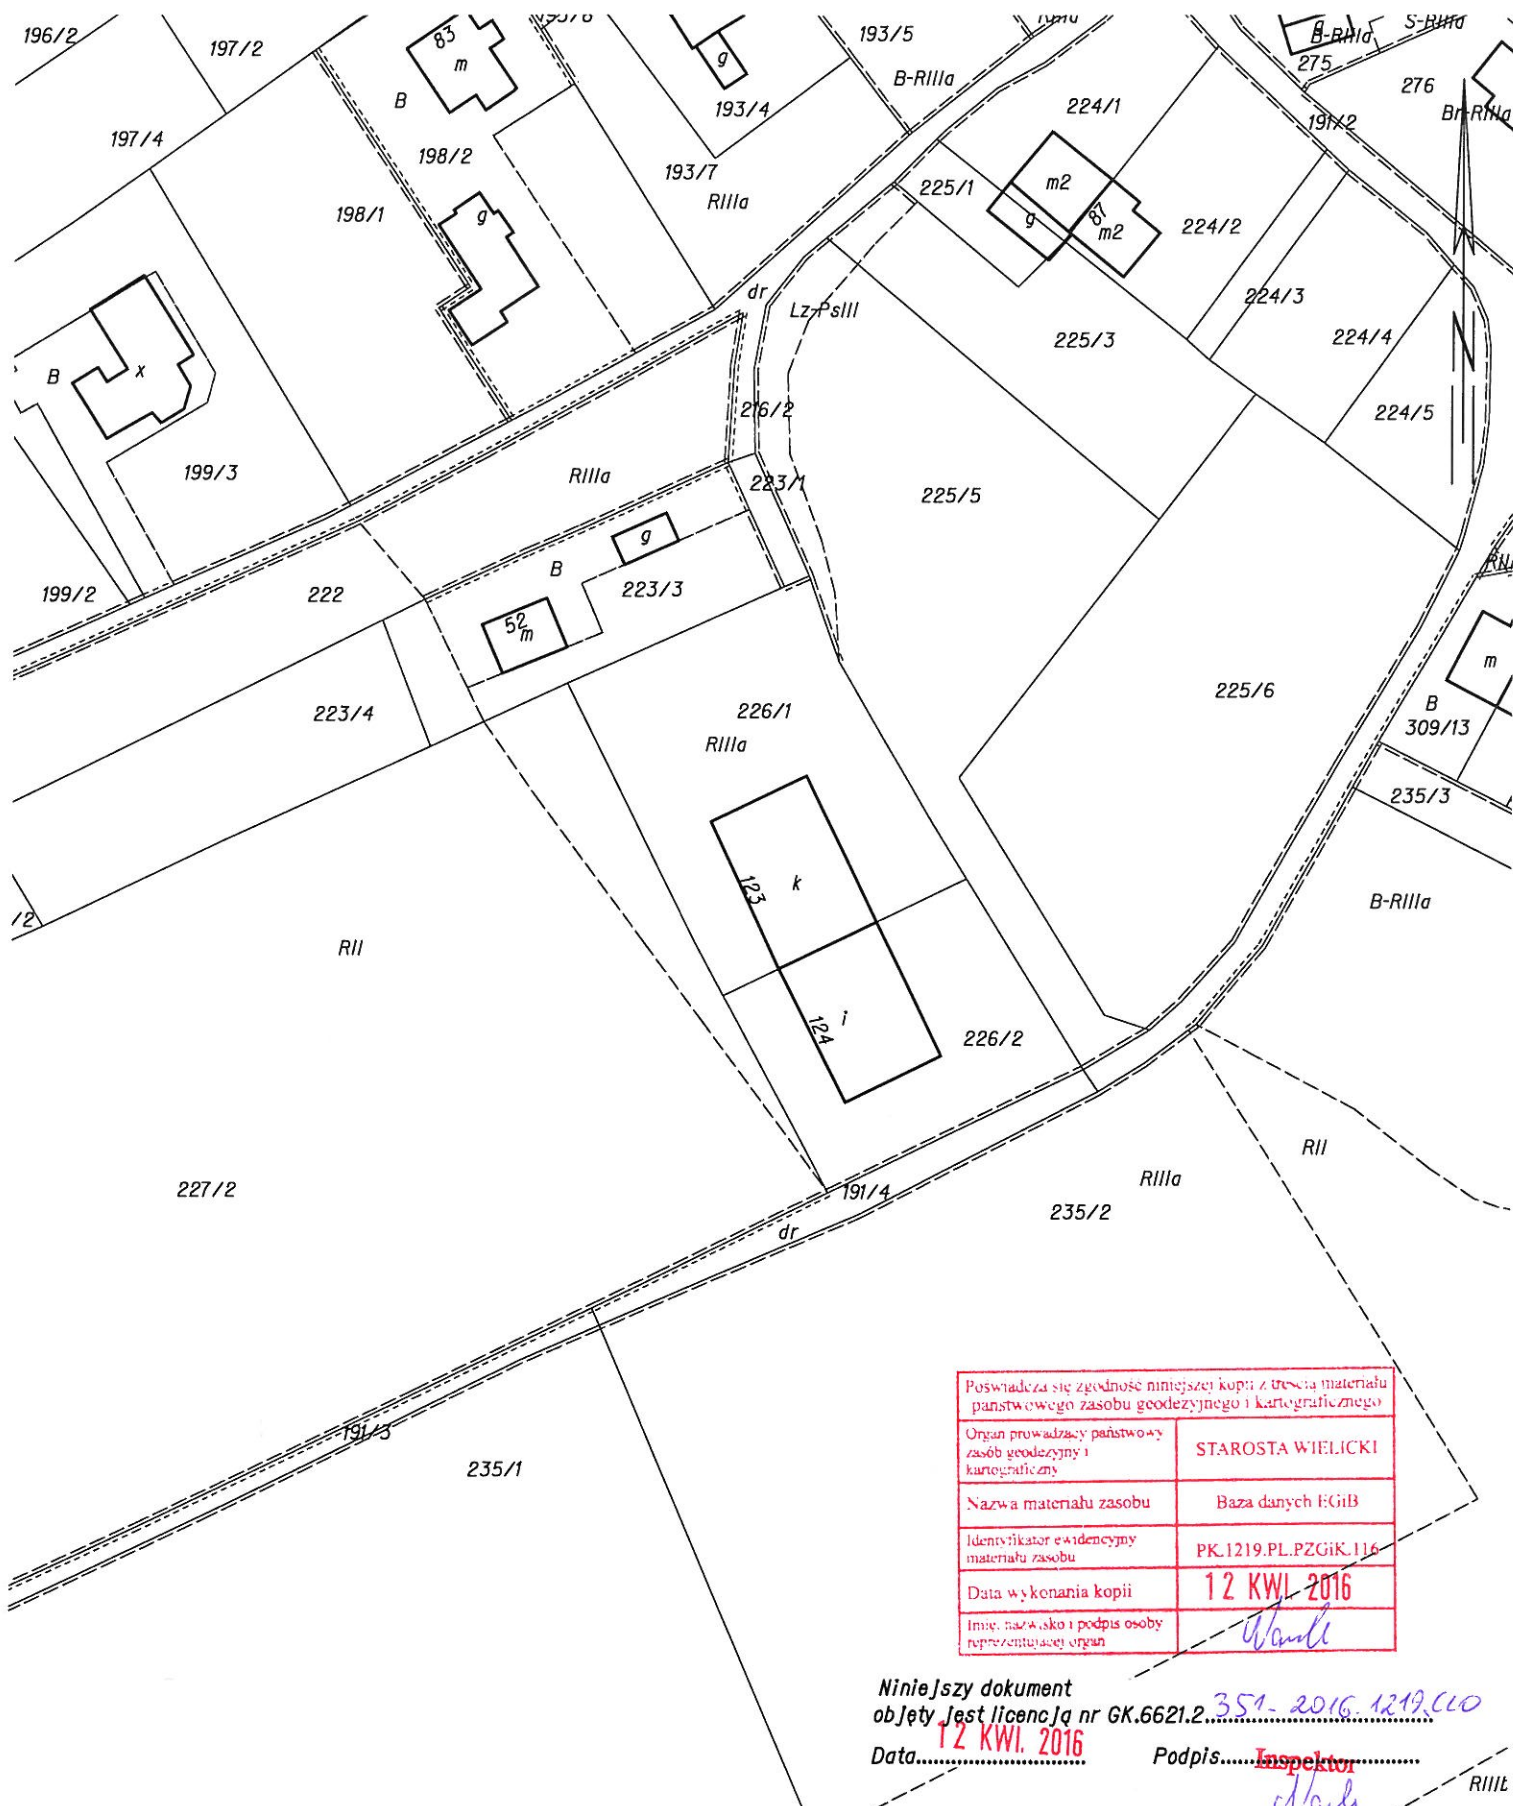 196/2
197/2
83
m
B
g
193/5
B-RIIIa
S-RIIIa
B-RIIIa
275
276
Br-RIIIa
197/4
198/2
193/4
224/1
191/2
193/7
RIIIa
198/1
g
225/1
m2
g
87
m2
224/2
dr
Lz-PsIII
224/3
225/3
224/4
B
x
216/2
224/5
199/3
RIIIa
223/1
225/5
g
B
199/2
222
223/3
52
m
m
223/4
226/1
RIIIa
225/6
B
309/13
235/3
123
k
B-RIIIa
/2
RII
124
i
226/2
RII
RIIIa
227/2
191/4
235/2
dr
191/3
235/1
Poświadcza się zgodność niniejszej kopii z treścią materiału
państwowego zasobu geodezyjnego i kartograficznego
Organ prowadzący państwowy
zasób geodezyjny i
kartograficzny
STAROSTA WIELICKI
Nazwa materiału zasobu
Baza danych EGiB
Identyfikator ewidencyjny
materiału zasobu
PK.1219.PL.PZGiK.116
Data wykonania kopii
12 KWI. 2016
Imię, nazwisko i podpis osoby
reprezentującej organ
Niniejszy dokument
objęty jest licencją nr GK.6621.2.351-2016.1219.CLO
Data 12 KWI. 2016 Podpis Inspektor
RIIIb